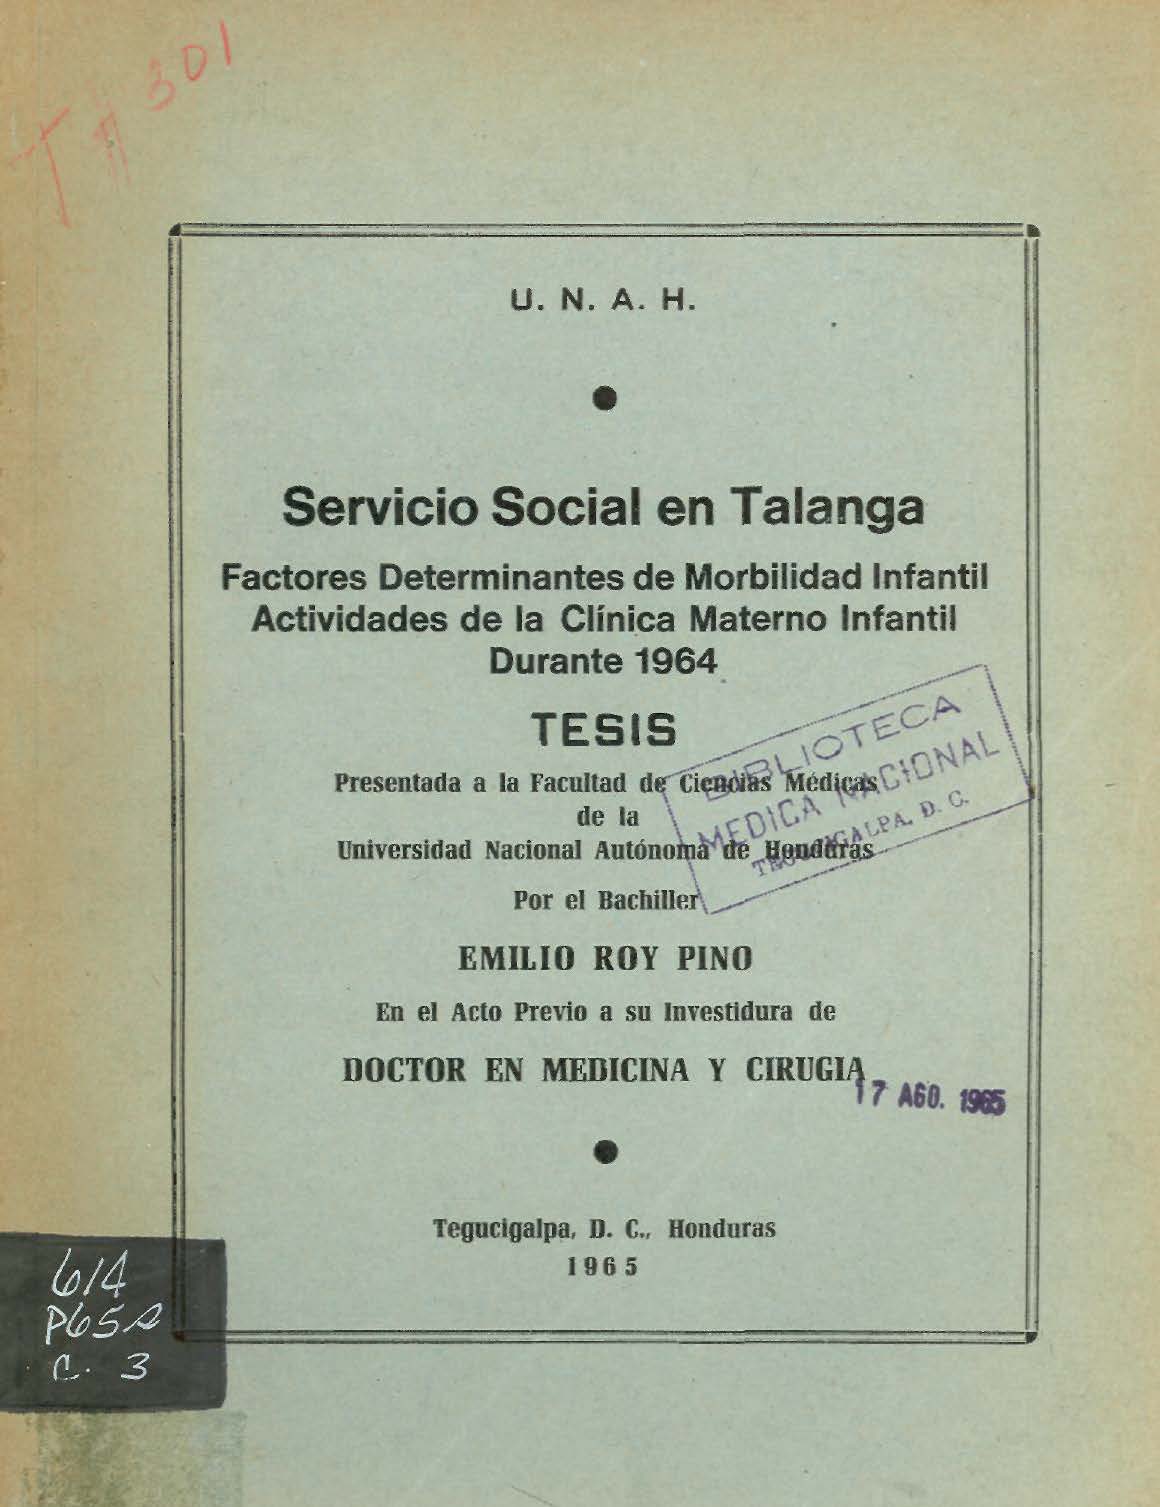 T # 301
U. N. A. H.
Servicio Social en Talanga
Factores Determinantes de Morbilidad Infantil
Actividades de la Clínica Materno Infantil
Durante 1964
TESIS
Presentada a la Facultad de Ciencias Médicas
de la
Universidad Nacional Autónoma de Honduras
BIBLIOTECA
MEDICA NACIONAL
TEGUCIGALPA, D. C.
Por el Bachiller
EMILIO ROY PINO
En el Acto Previo a su Investidura de
DOCTOR EN MEDICINA Y CIRUGIA
17 AGO. 1965
Tegucigalpa, D. C., Honduras
1965
614
P65s
C. 3